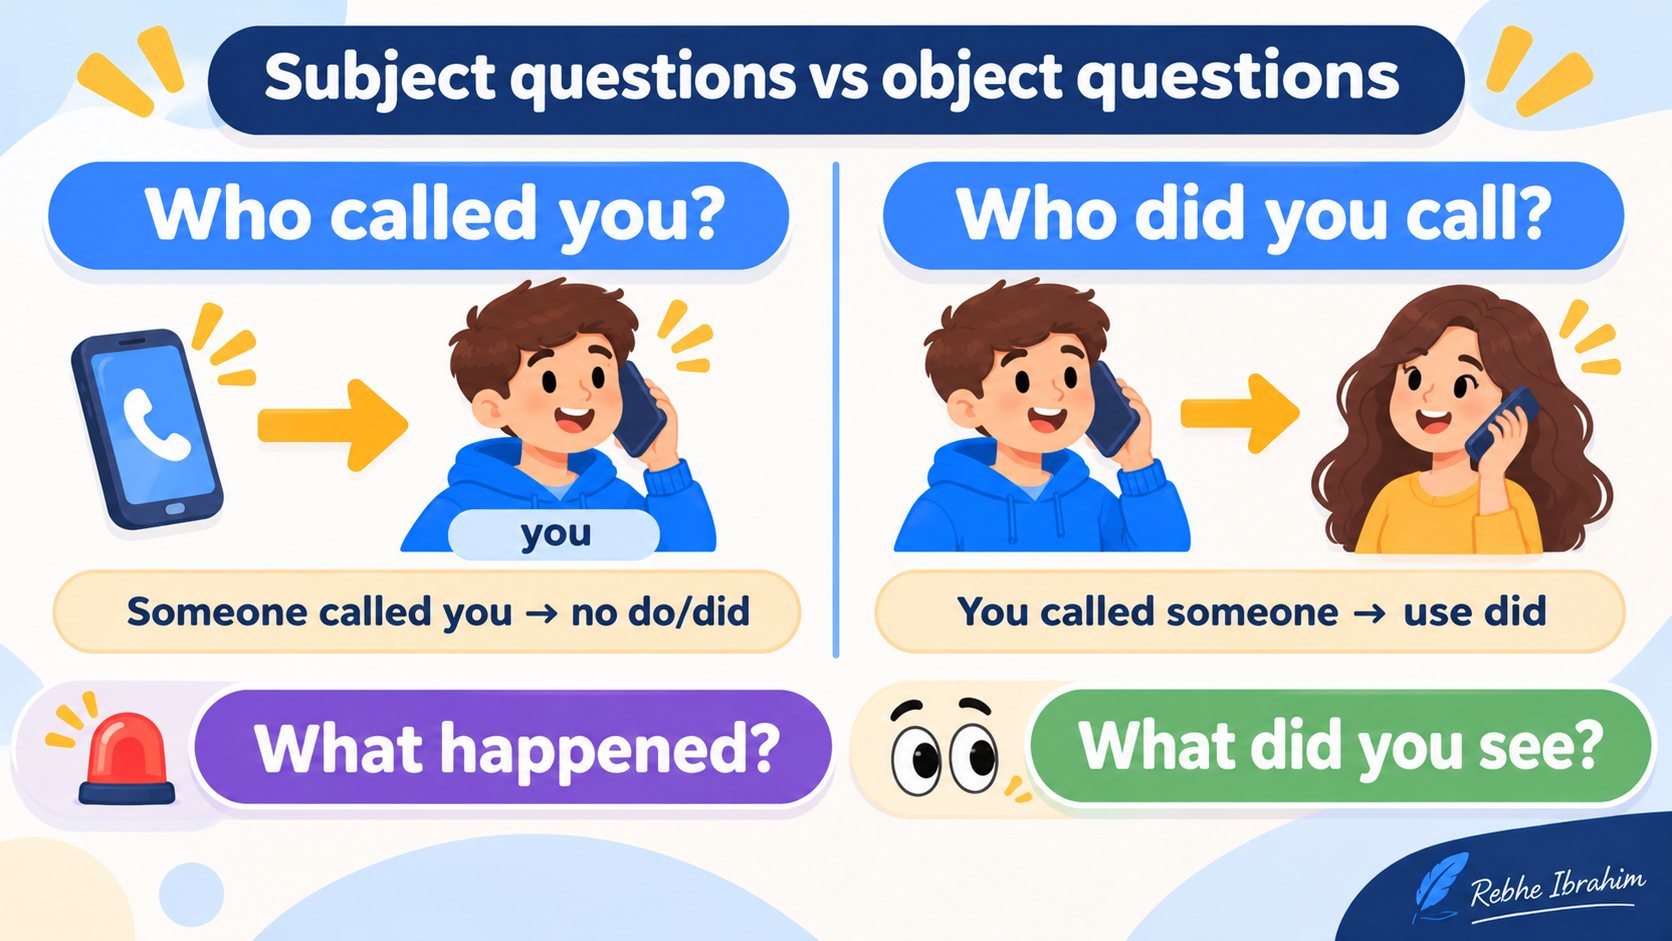 Subject questions vs object questions
Who called you?
Who did you call?
you
Someone called you → no do/did
You called someone → use did
What happened?
What did you see?
Rebhe Ibrahim